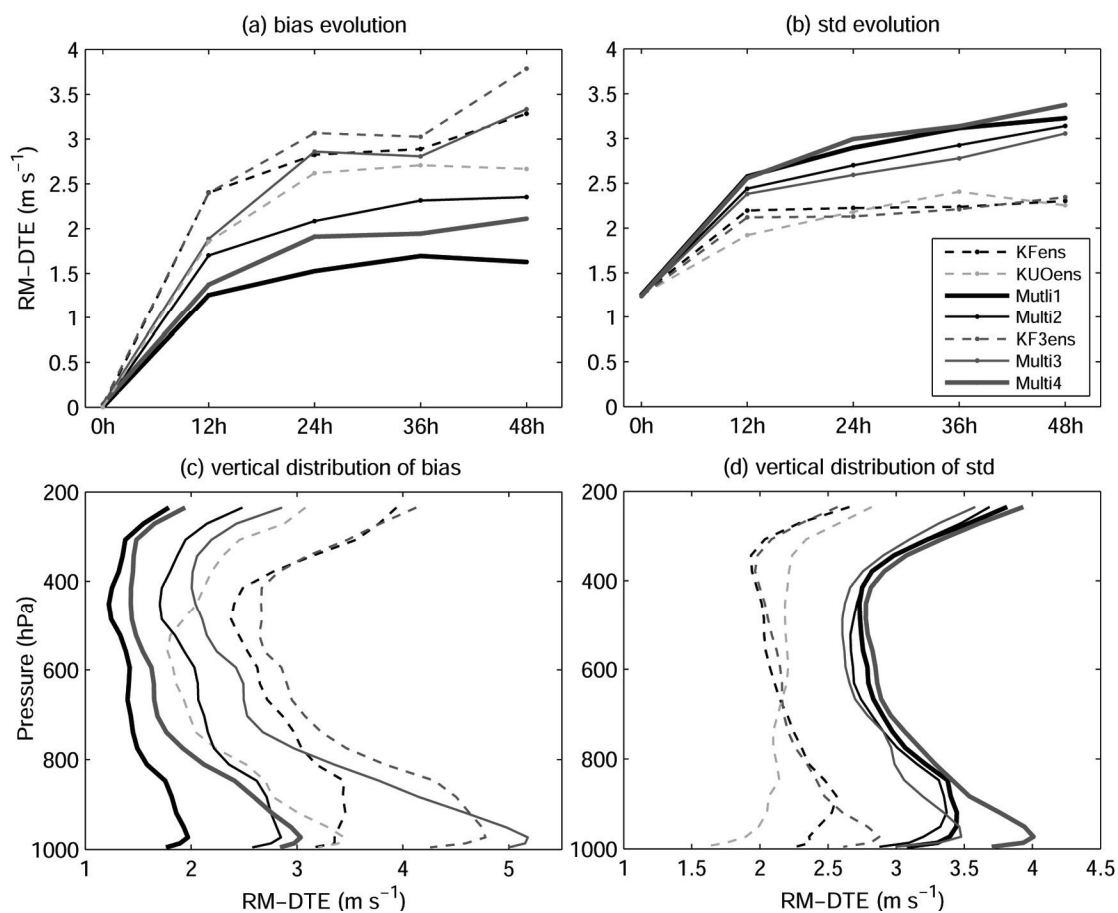 (a) bias evolution
(b) std evolution
RM–DTE (m s⁻¹)
4
3.5
3
2.5
2
1.5
1
0.5
0
0h
12h
24h
36h
48h
4
3.5
3
2.5
2
1.5
1
0.5
0
0h
12h
24h
36h
48h
KFens
KUOens
Mutli1
Multi2
KF3ens
Multi3
Multi4
(c) vertical distribution of bias
(d) vertical distribution of std
Pressure (hPa)
200
400
600
800
1000
1
2
3
4
5
RM–DTE (m s⁻¹)
200
400
600
800
1000
1
1.5
2
2.5
3
3.5
4
4.5
RM–DTE (m s⁻¹)